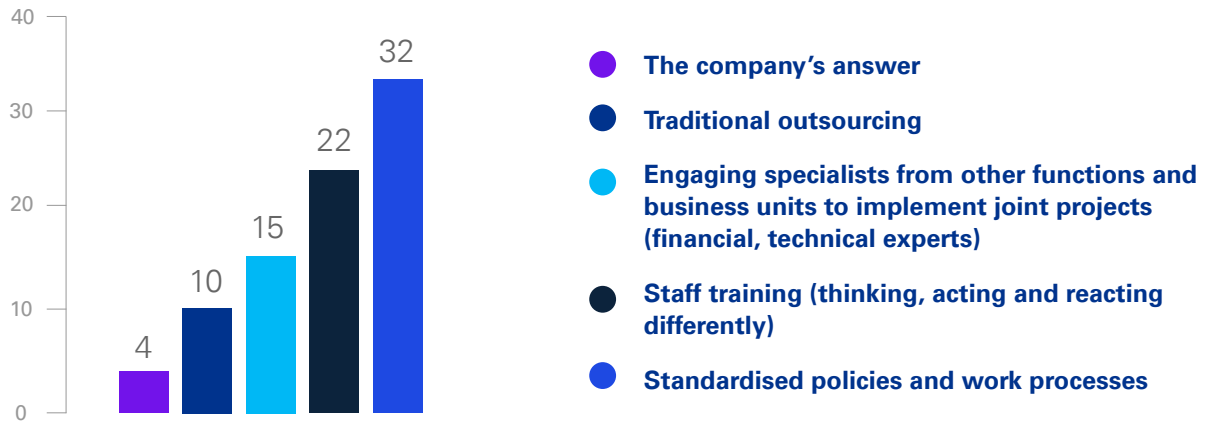 40
30
20
10
0
4
10
15
22
32
The company’s answer
Traditional outsourcing
Engaging specialists from other functions and
business units to implement joint projects
(financial, technical experts)
Staff training (thinking, acting and reacting
differently)
Standardised policies and work processes